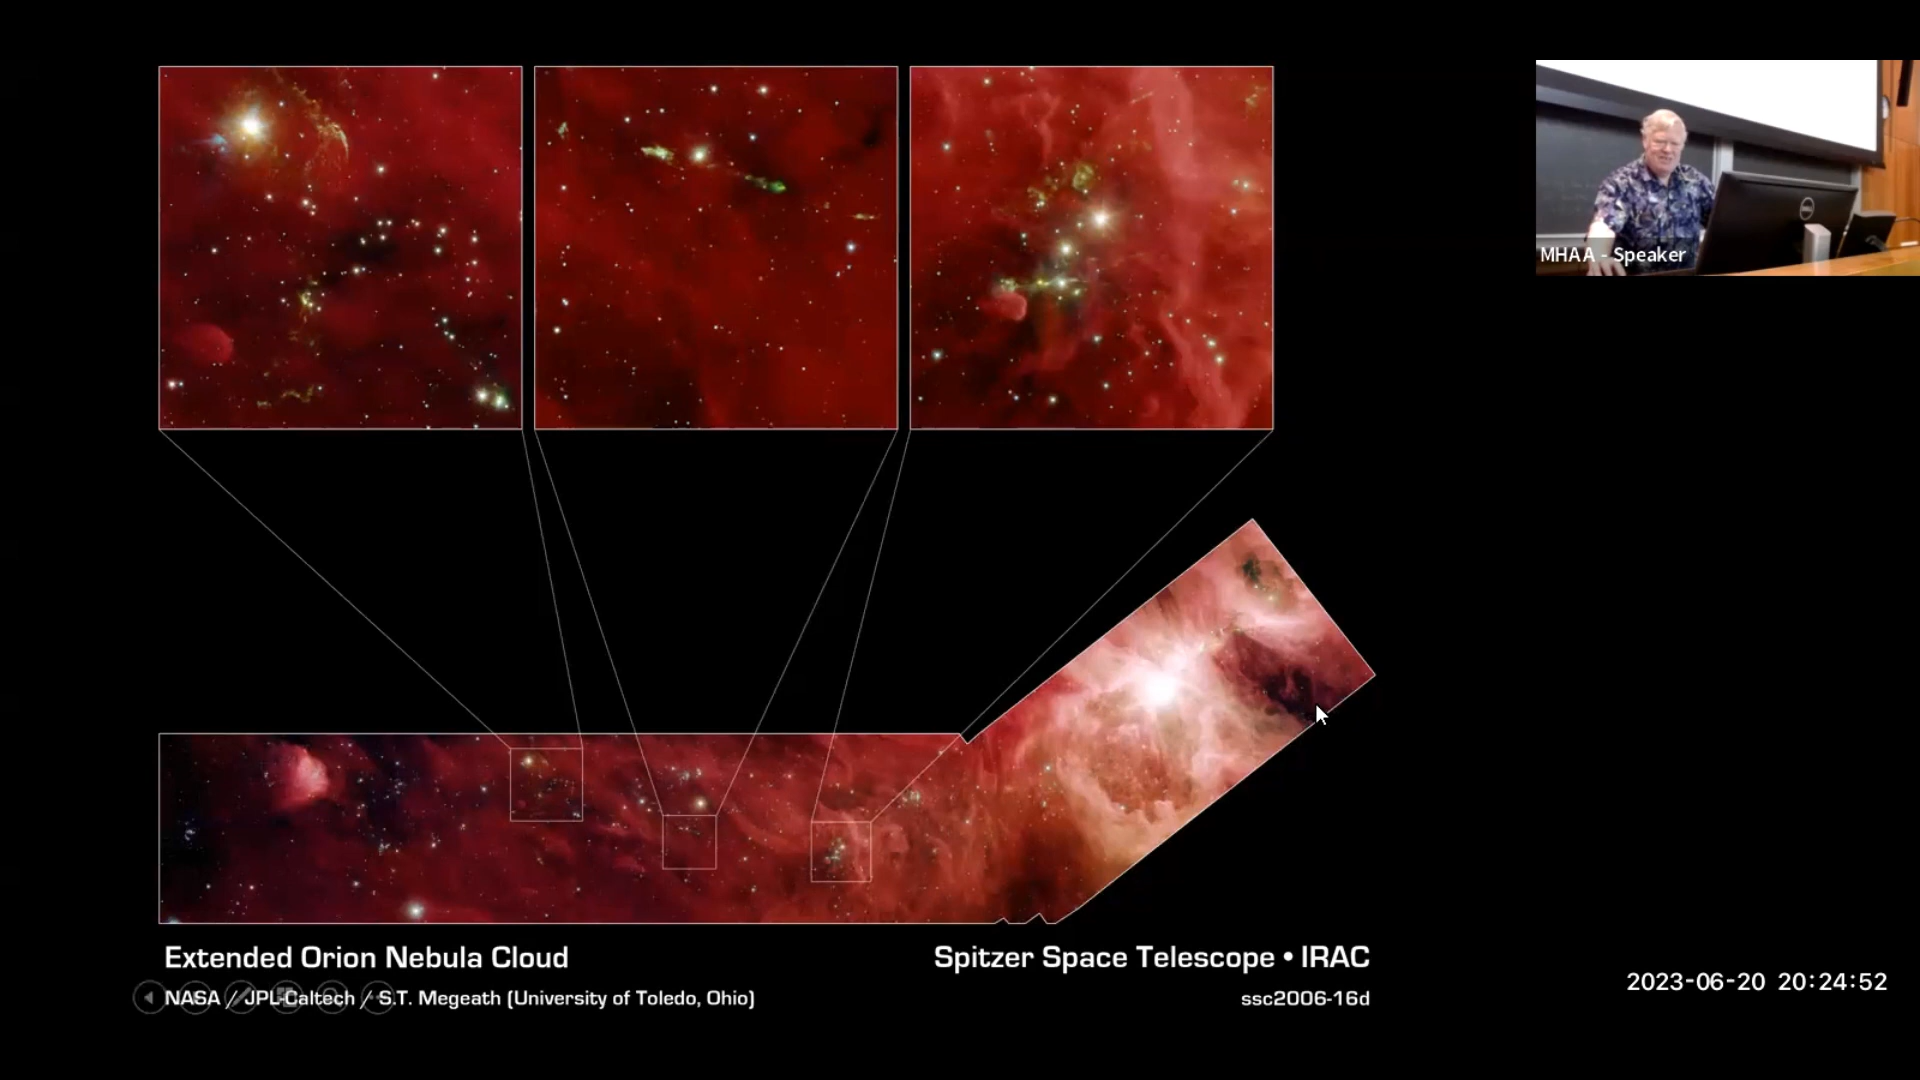 MHAA - Speaker
Extended Orion Nebula Cloud
Spitzer Space Telescope • IRAC
NASA / JPL-Caltech / S.T. Megeath (University of Toledo, Ohio)
ssc2006-16d
2023-06-20 20:24:52